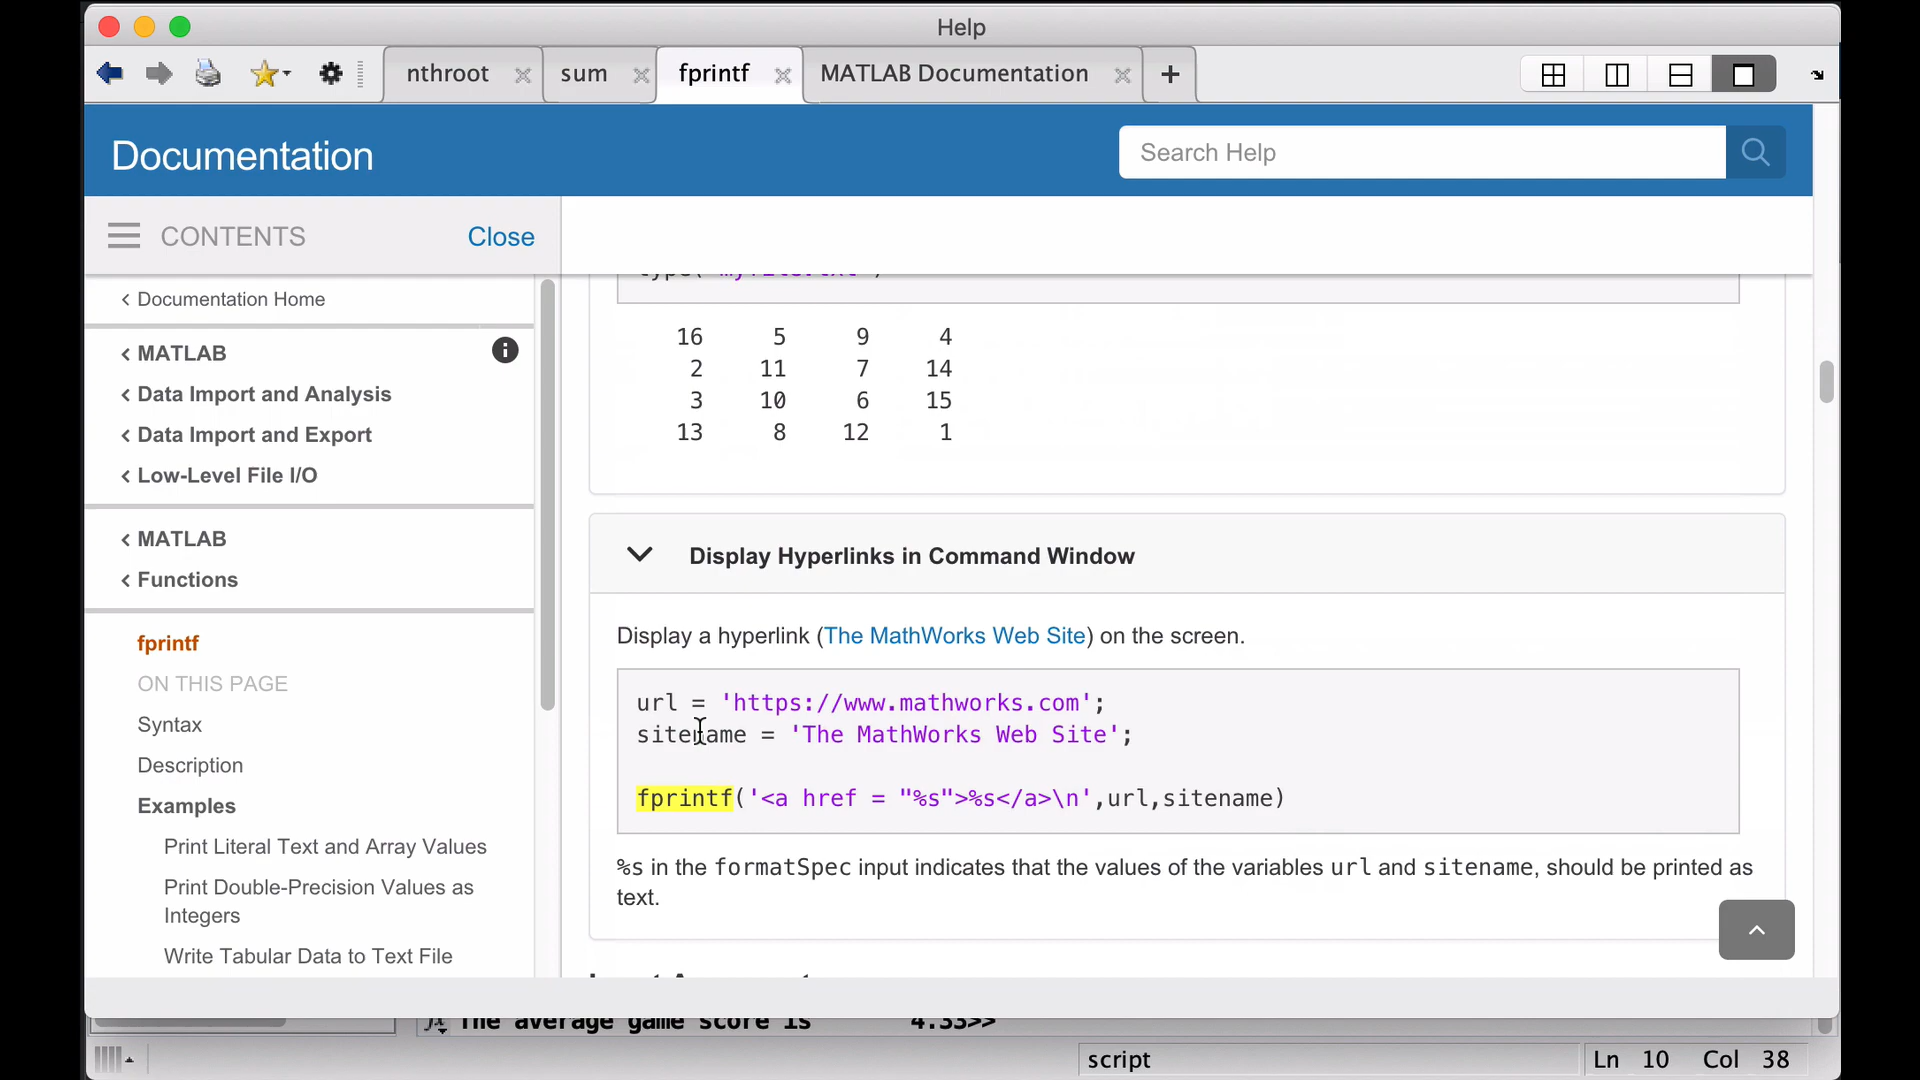 Help
nthroot sum fprintf MATLAB Documentation
Documentation
Search Help
CONTENTS Close
Documentation Home
MATLAB
Data Import and Analysis
Data Import and Export
Low-Level File I/O
MATLAB
Functions
fprintf
ON THIS PAGE
Syntax
Description
Examples
Print Literal Text and Array Values
Print Double-Precision Values as
Integers
Write Tabular Data to Text File
16 5 9 4
2 11 7 14
3 10 6 15
13 8 12 1
Display Hyperlinks in Command Window
Display a hyperlink (The MathWorks Web Site) on the screen.
url = 'https://www.mathworks.com';
sitename = 'The MathWorks Web Site';
fprintf('<a href = "%s">%s</a>\n',url,sitename)
%s in the formatSpec input indicates that the values of the variables url and sitename, should be printed as
text.
The average game score is 4.33>>
script Ln 10 Col 38